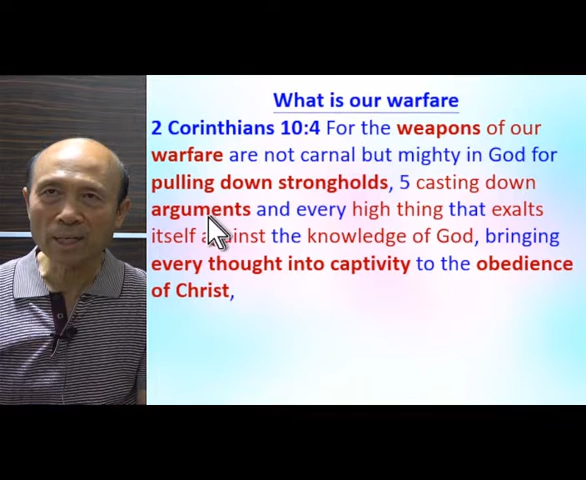 What is our warfare
2 Corinthians 10:4 For the weapons of our
warfare are not carnal but mighty in God for
pulling down strongholds, 5 casting down
arguments and every high thing that exalts
itself against the knowledge of God, bringing
every thought into captivity to the obedience
of Christ,